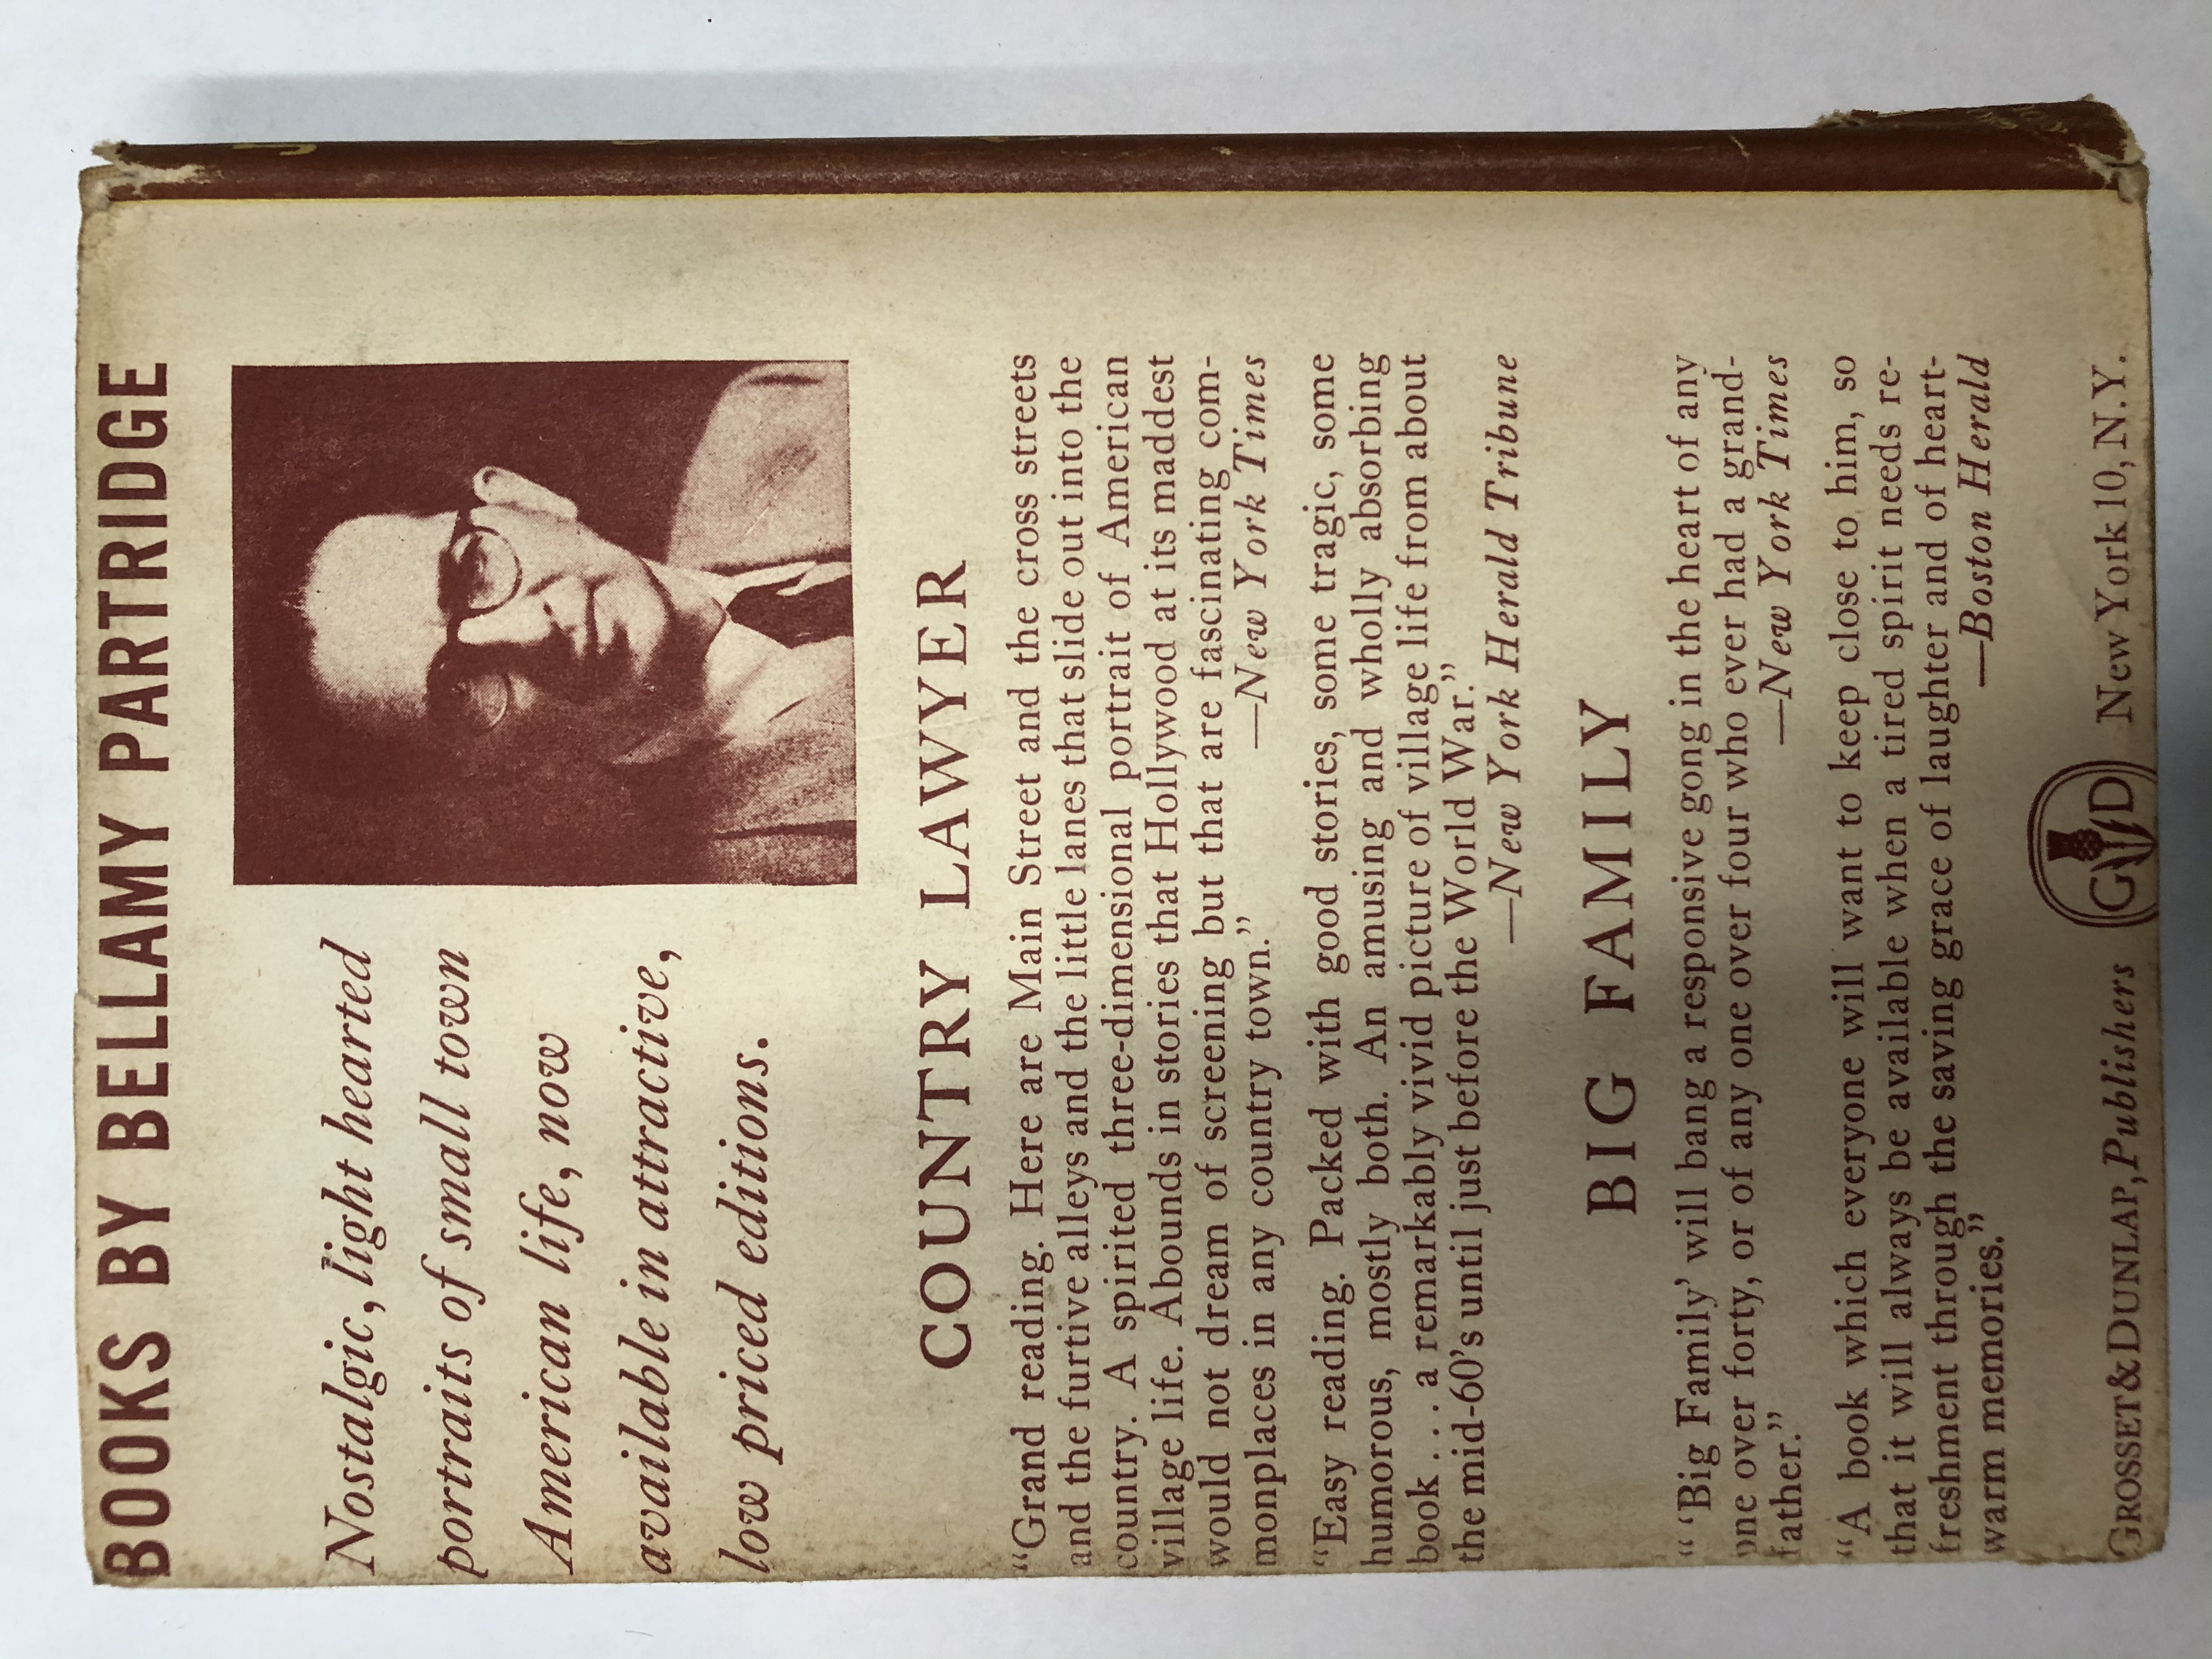 BOOKS BY BELLAMY PARTRIDGE
Nostalgic, light hearted
portraits of small town
American life, now
available in attractive,
low priced editions.
COUNTRY LAWYER
“Grand reading. Here are Main Street and the cross streets
and the furtive alleys and the little lanes that slide out into the
country. A spirited three-dimensional portrait of American
village life. Abounds in stories that Hollywood at its maddest
would not dream of screening but that are fascinating com-
monplaces in any country town.”
—New York Times
“Easy reading. Packed with good stories, some tragic, some
humorous, mostly both. An amusing and wholly absorbing
book . . . a remarkably vivid picture of village life from about
the mid-60’s until just before the World War.”
—New York Herald Tribune
BIG FAMILY
“ ‘Big Family’ will bang a responsive gong in the heart of any
one over forty, or of any one over four who ever had a grand-
father.”
—New York Times
“A book which everyone will want to keep close to him, so
that it will always be available when a tired spirit needs re-
freshment through the saving grace of laughter and of heart-
warm memories.”
—Boston Herald
GROSSET & DUNLAP, Publishers G D New York 10, N.Y.